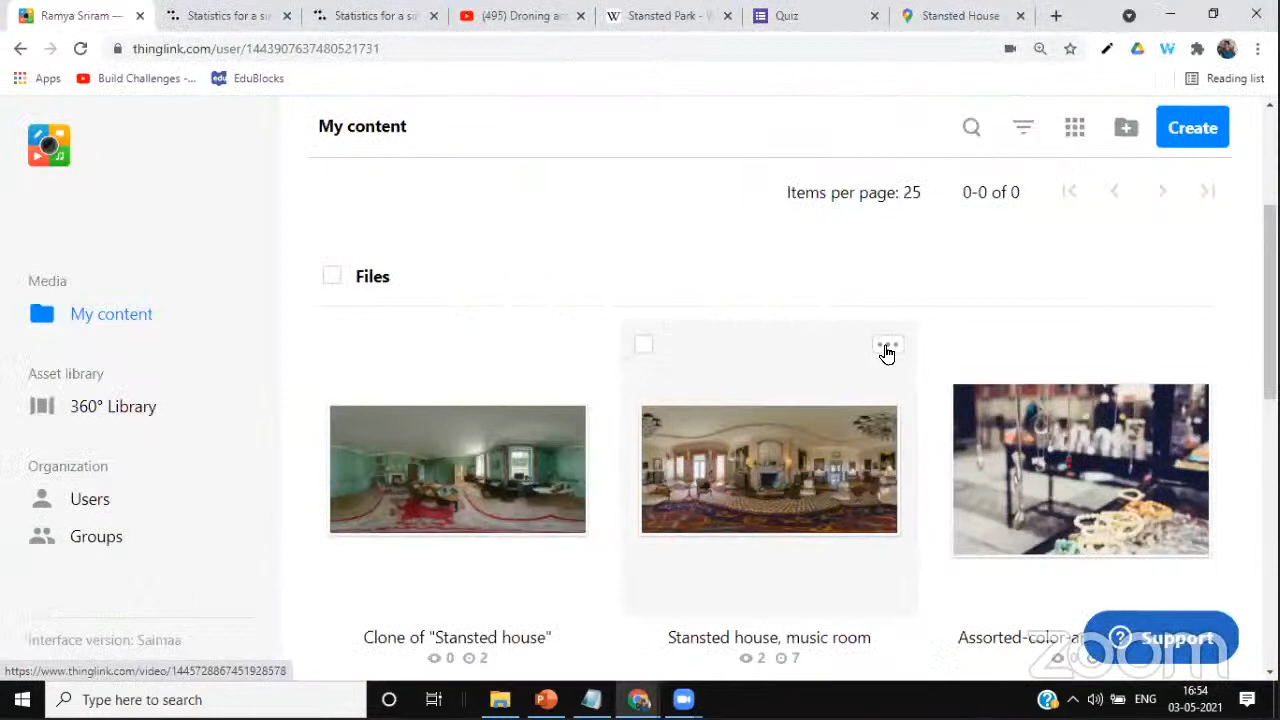 Ramya Sriram —
Statistics for a su
Statistics for a su
(495) Droning ar
Stansted Park - W
Quiz
Stansted House
thinglink.com/user/1443907637480521731
Apps
Build Challenges -...
EduBlocks
Reading list
My content
Create
Items per page: 25
0-0 of 0
Files
Media
My content
Asset library
360° Library
Organization
Users
Groups
Interface version: Saimaa
Clone of "Stansted house"
0 2
Stansted house, music room
2 7
Assorted-color-a
0
Support
zoom
https://www.thinglink.com/video/1445728867451928578
Type here to search
ENG
16:54
03-05-2021